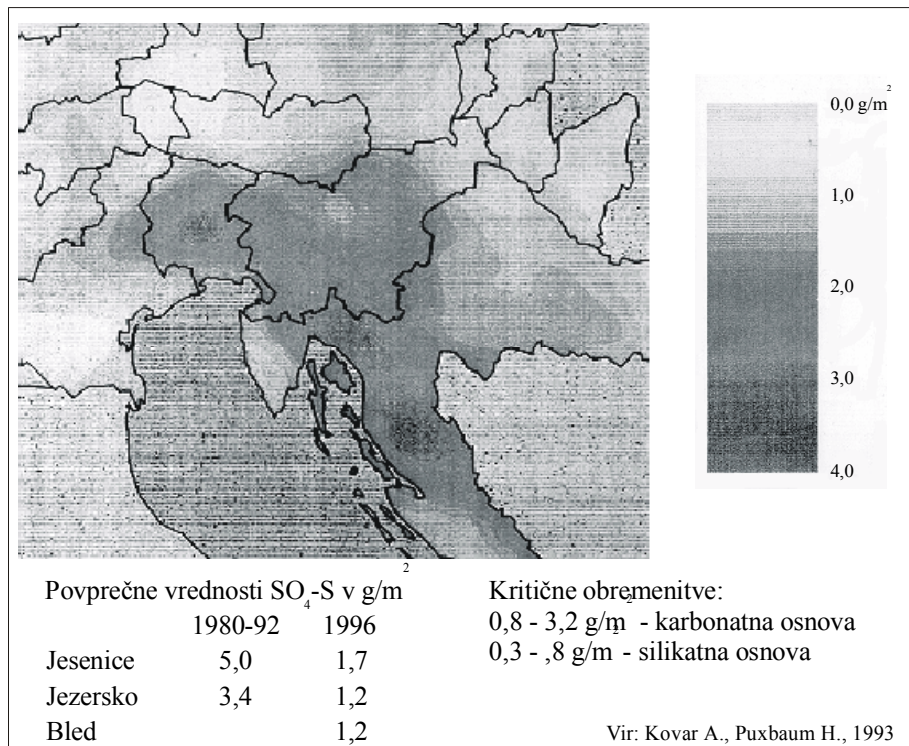 0,0 g/m²
1,0
2,0
3,0
4,0
Povprečne vrednosti SO₄-S v g/m²
1980-92 1996
Jesenice 5,0 1,7
Jezersko 3,4 1,2
Bled 1,2
Kritične obremenitve:
0,8 - 3,2 g/m² - karbonatna osnova
0,3 - ,8 g/m² - silikatna osnova
Vir: Kovar A., Puxbaum H., 1993